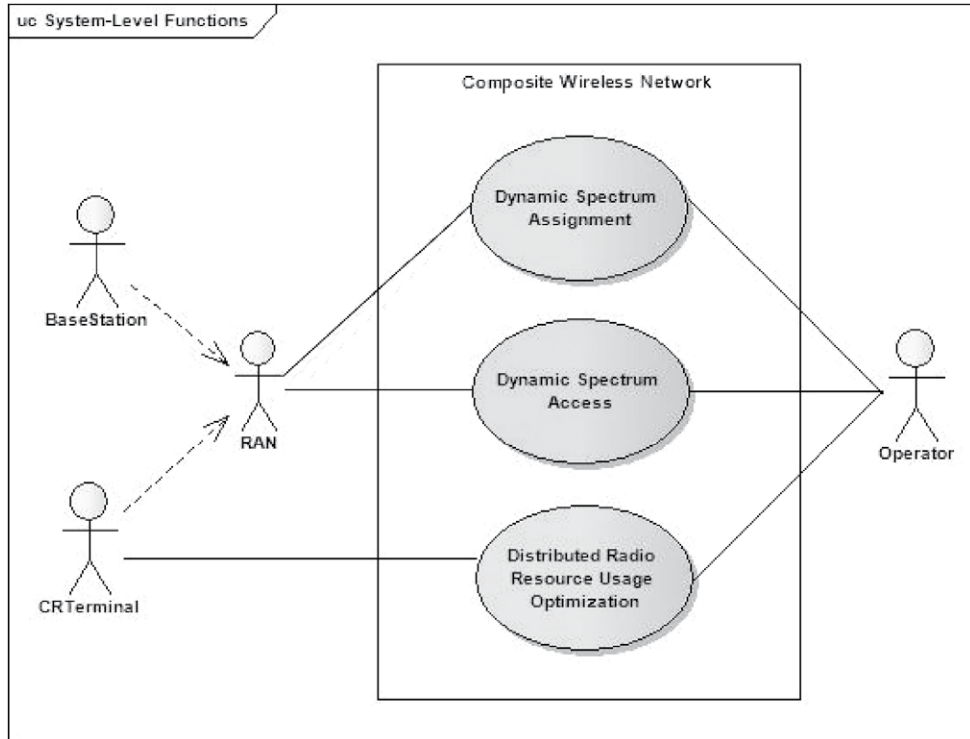 uc System-Level Functions
Composite Wireless Network
Dynamic Spectrum
Assignment
BaseStation
Dynamic Spectrum
Access
RAN
Operator
Distributed Radio
Resource Usage
Optimization
CRTerminal